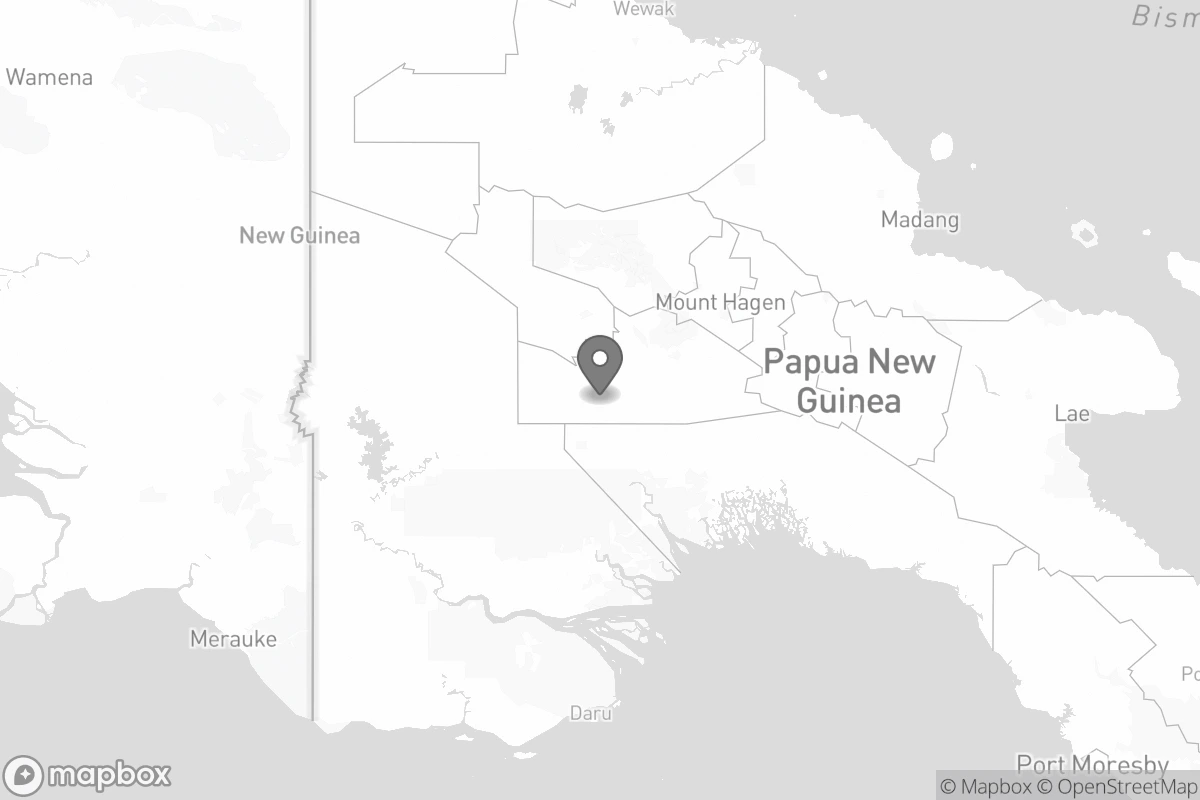 Wewak
Bism
Wamena
Madang
New Guinea
Mount Hagen
Papua New
Guinea
Lae
Merauke
Po
Daru
Port Moresby
mapbox
© Mapbox © OpenStreetMap